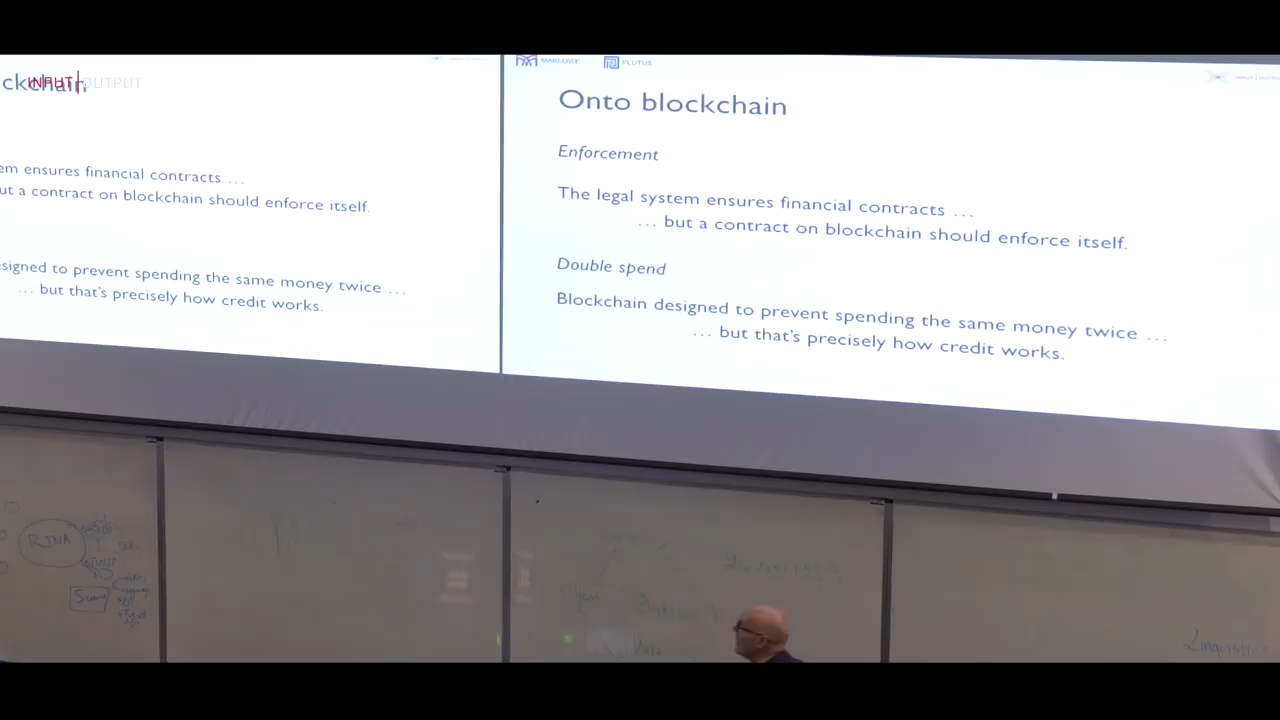 ckchain
INPUT|OUTPUT
em ensures financial contracts …
ut a contract on blockchain should enforce itself.
signed to prevent spending the same money twice …
… but that's precisely how credit works.
MARLOWE
PLUTUS
INPUT | OUTPUT
Onto blockchain
Enforcement
The legal system ensures financial contracts …
… but a contract on blockchain should enforce itself.
Double spend
Blockchain designed to prevent spending the same money twice …
… but that's precisely how credit works.